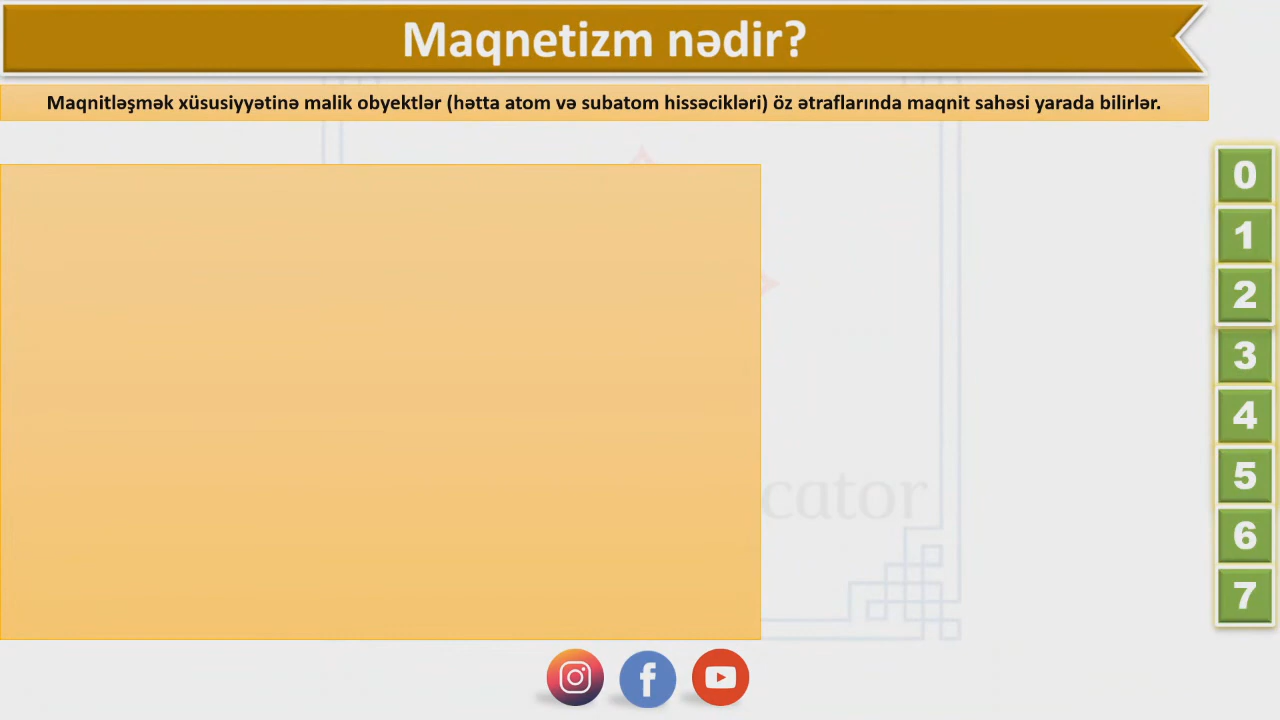 Maqnetizm nədir?
Maqnitləşmək xüsusiyyətinə malik obyektlər (hətta atom və subatom hissəcikləri) öz ətraflarında maqnit sahəsi yarada bilirlər.
0
1
2
3
4
5
6
7
cator